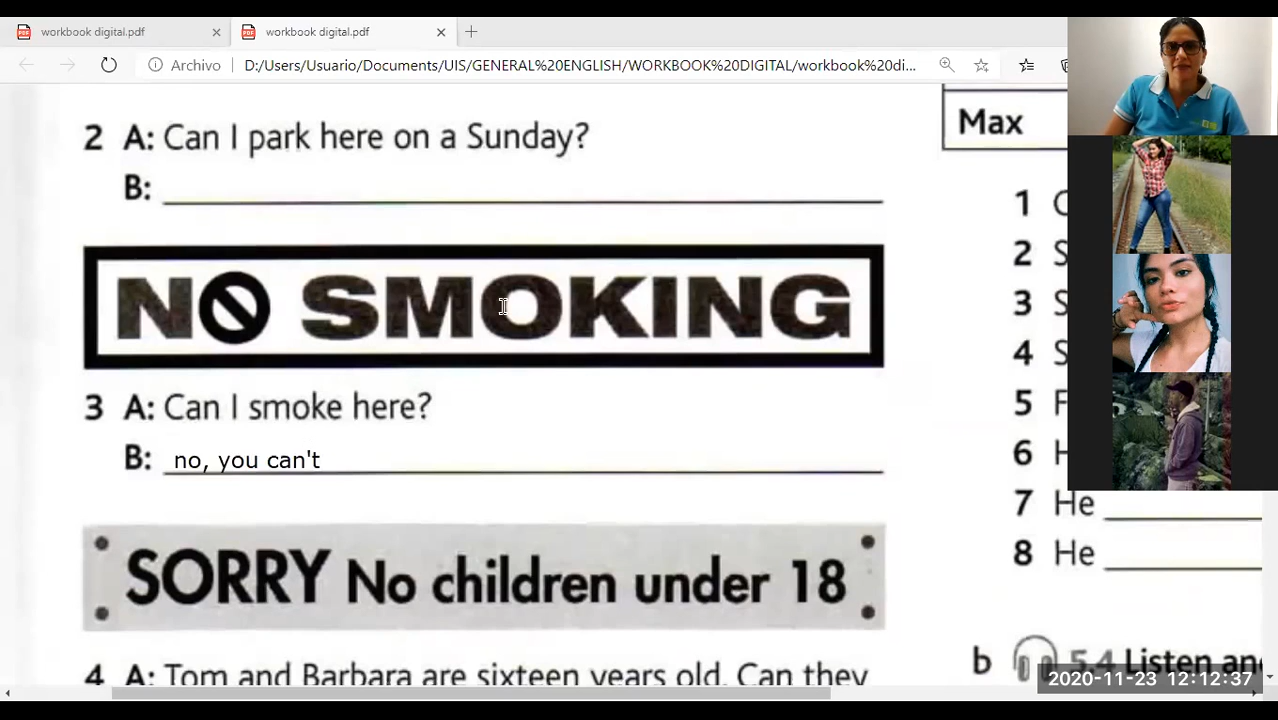 workbook digital.pdf
workbook digital.pdf
Archivo
D:/Users/Usuario/Documents/UIS/GENERAL%20ENGLISH/WORKBOOK%20DIGITAL/workbook%20di...
2 A: Can I park here on a Sunday?
B:
NO SMOKING
3 A: Can I smoke here?
B: no, you can't
SORRY No children under 18
4 A: Tom and Barbara are sixteen years old. Can they
Max
1
2 S
3 S
4 S
5 F
6 H
7 He
8 He
b 5.4 Listen an
2020-11-23 12:12:37